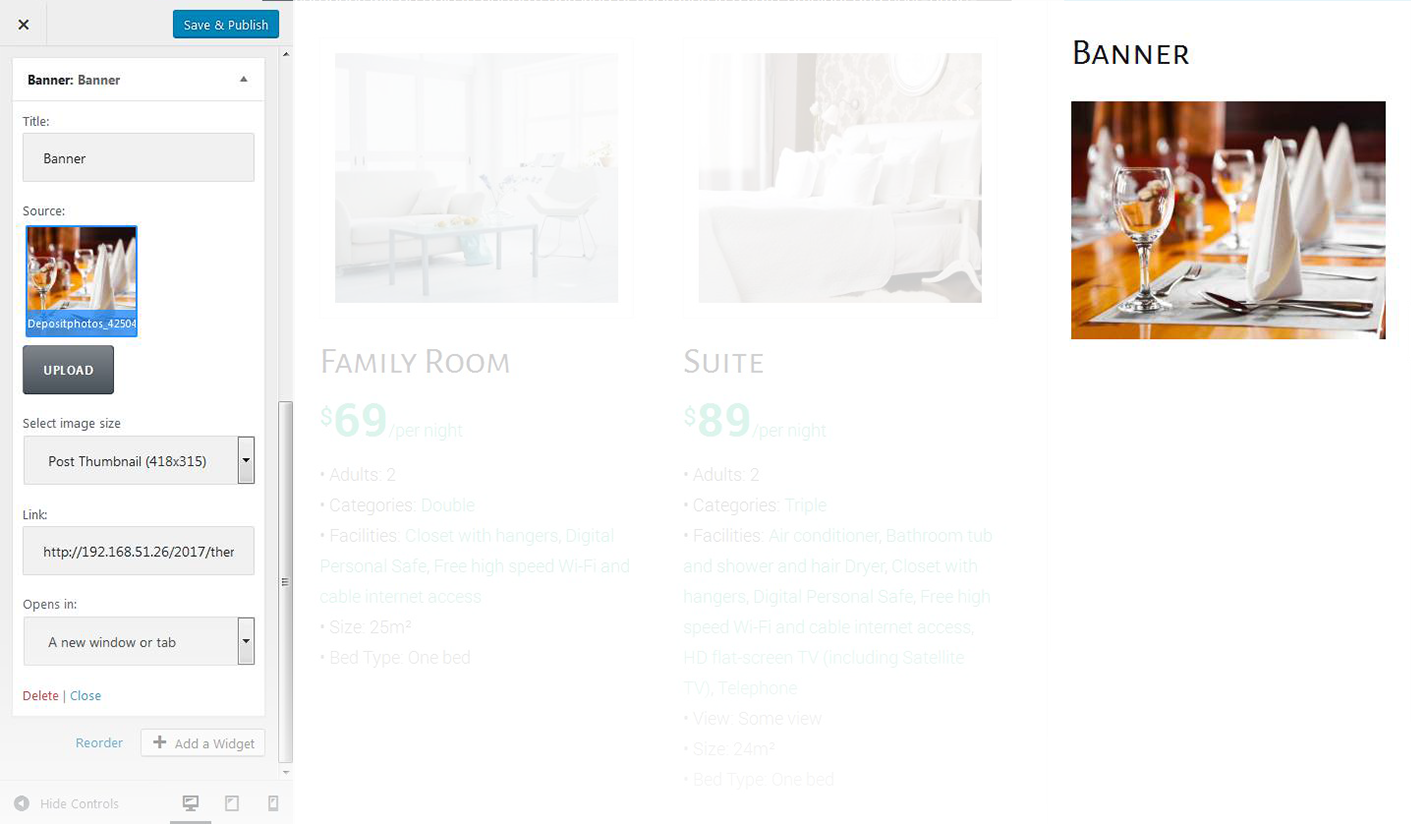 Save & Publish
Banner: Banner
Title:
Banner
Source:
Depositphotos_42504
UPLOAD
Select image size
Post Thumbnail (418x315)
Link:
http://192.168.51.26/2017/ther
Opens in:
A new window or tab
Delete | Close
Reorder
Add a Widget
Hide Controls
Family Room
$69/per night
• Adults: 2
• Categories: Double
• Facilities: Closet with hangers, Digital
Personal Safe, Free high speed Wi-Fi and
cable internet access
• Size: 25m²
• Bed Type: One bed
Suite
$89/per night
• Adults: 2
• Categories: Triple
• Facilities: Air conditioner, Bathroom tub
and shower and hair Dryer, Closet with
hangers, Digital Personal Safe, Free high
speed Wi-Fi and cable internet access,
HD flat-screen TV (including Satellite
TV), Telephone
• View: Some view
• Size: 24m²
• Bed Type: One bed
Banner